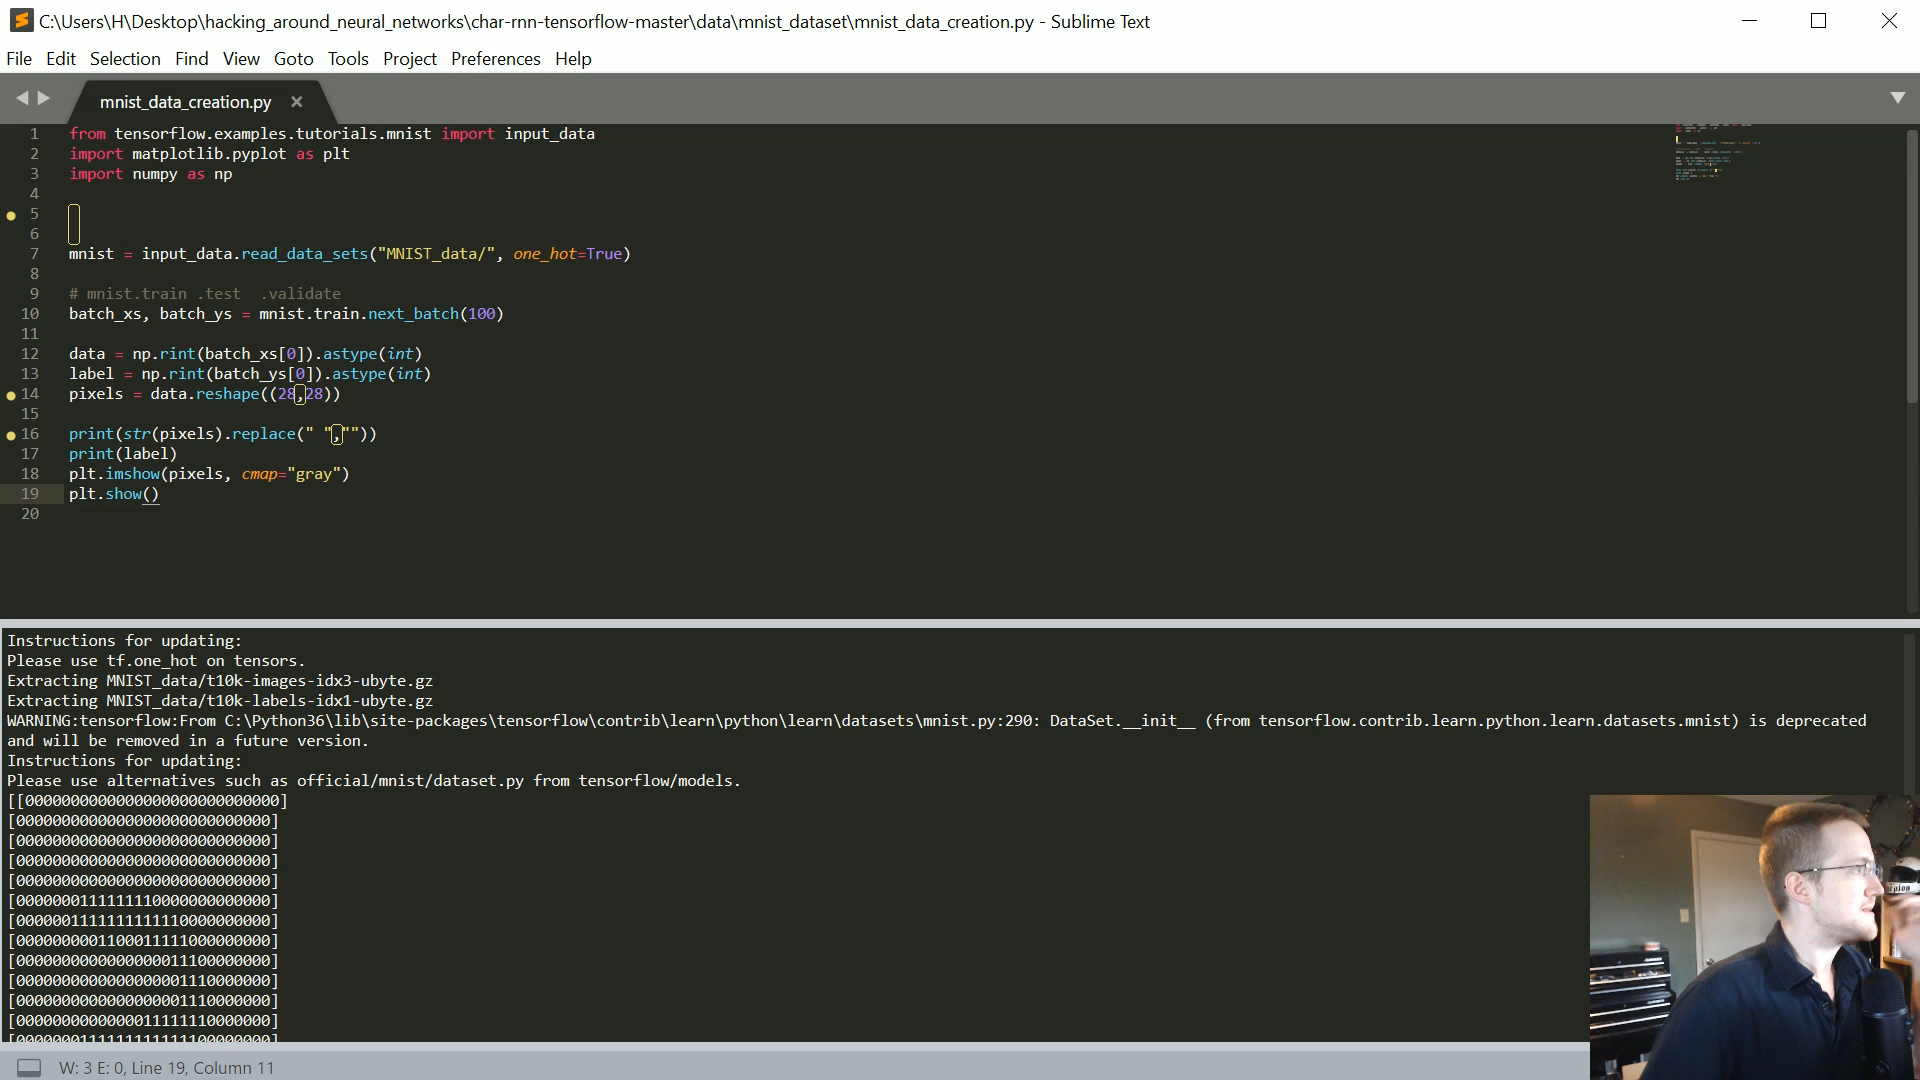 C:\Users\H\Desktop\hacking_around_neural_networks\char-rnn-tensorflow-master\data\mnist_dataset\mnist_data_creation.py - Sublime Text
File Edit Selection Find View Goto Tools Project Preferences Help
mnist_data_creation.py
1 from tensorflow.examples.tutorials.mnist import input_data
2 import matplotlib.pyplot as plt
3 import numpy as np
4
5
6
7 mnist = input_data.read_data_sets("MNIST_data/", one_hot=True)
8
9 # mnist.train .test  .validate
10 batch_xs, batch_ys = mnist.train.next_batch(100)
11
12 data = np.rint(batch_xs[0]).astype(int)
13 label = np.rint(batch_ys[0]).astype(int)
14 pixels = data.reshape((28,28))
15
16 print(str(pixels).replace(" ",""))
17 print(label)
18 plt.imshow(pixels, cmap="gray")
19 plt.show()
20
Instructions for updating:
Please use tf.one_hot on tensors.
Extracting MNIST_data/t10k-images-idx3-ubyte.gz
Extracting MNIST_data/t10k-labels-idx1-ubyte.gz
WARNING:tensorflow:From C:\Python36\lib\site-packages\tensorflow\contrib\learn\python\learn\datasets\mnist.py:290: DataSet.__init__ (from tensorflow.contrib.learn.python.learn.datasets.mnist) is deprecated
and will be removed in a future version.
Instructions for updating:
Please use alternatives such as official/mnist/dataset.py from tensorflow/models.
[[0000000000000000000000000000]
[0000000000000000000000000000]
[0000000000000000000000000000]
[0000000000000000000000000000]
[0000000000000000000000000000]
[0000000111111110000000000000]
[0000001111111111110000000000]
[0000000001100011111000000000]
[0000000000000000011100000000]
[0000000000000000001110000000]
[0000000000000000001110000000]
[0000000000000011111110000000]
W: 3 E: 0, Line 19, Column 11